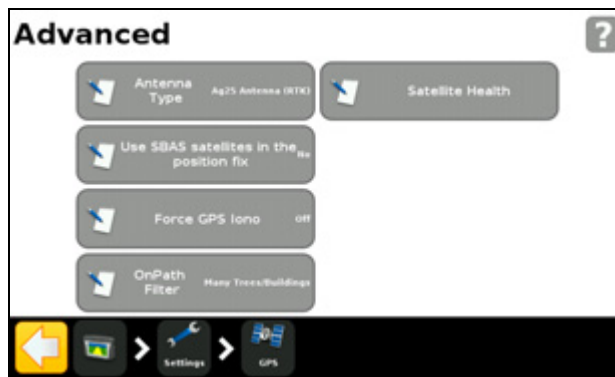 Advanced
?
Antenna
Type
Ag25 Antenna (RTK)
Satellite Health
Use SBAS satellites in the
position fix
No
Force GPS Iono
Off
OnPath
Filter
Many Trees/Buildings
Settings
GPS